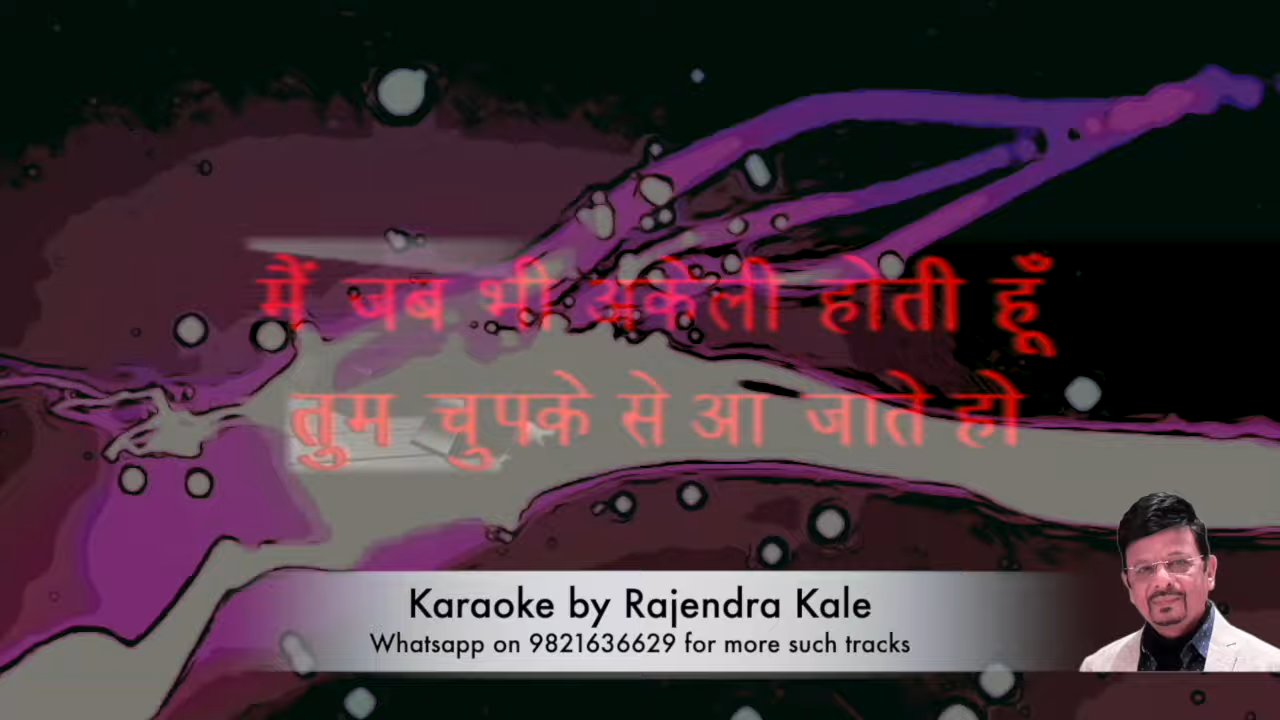 मैं जब भी अकेली होती हूँ
तुम चुपके से आ जाते हो
Karaoke by Rajendra Kale
Whatsapp on 9821636629 for more such tracks